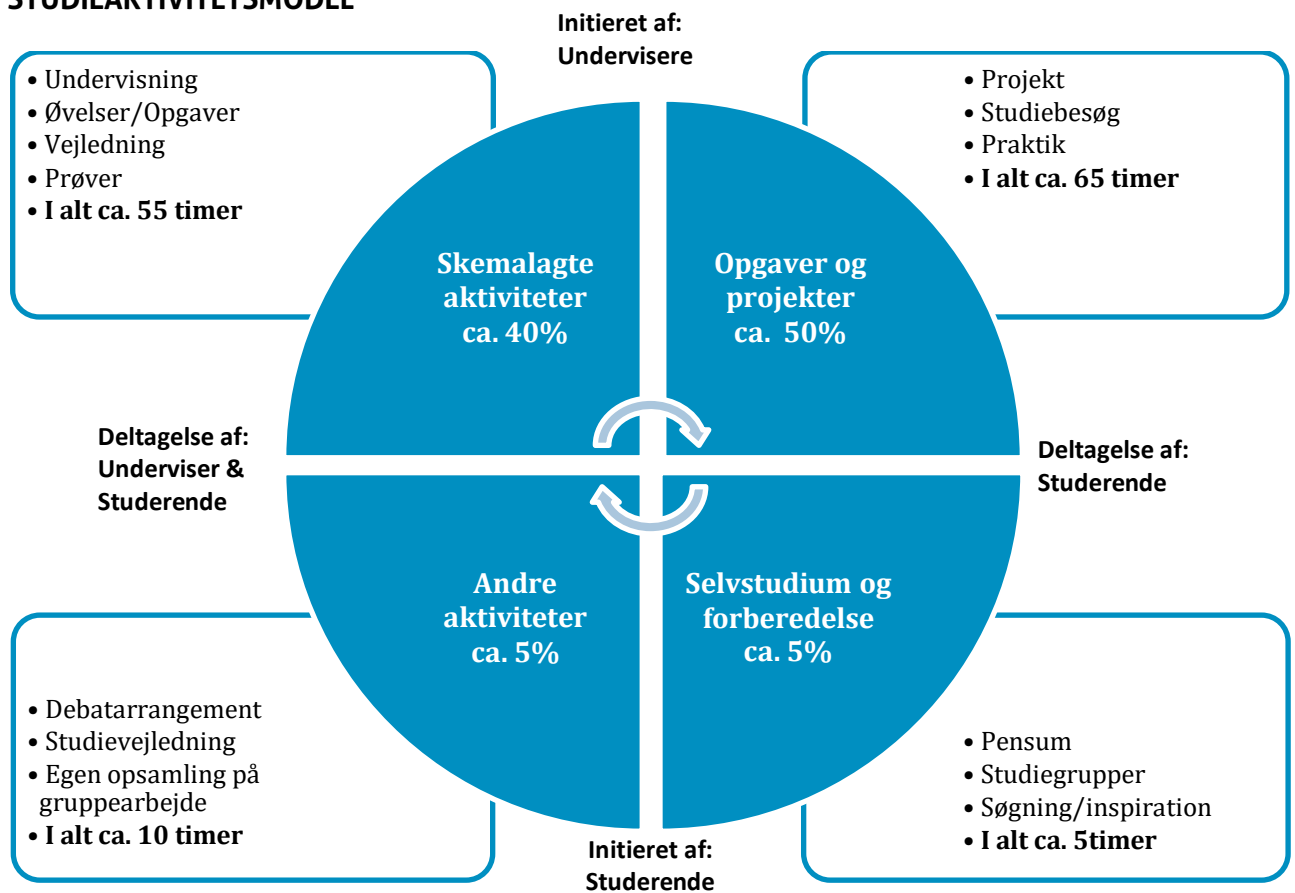 STUDIEAKTIVITETSMODEL
Initieret af:
Undervisere
• Undervisning
• Øvelser/Opgaver
• Vejledning
• Prøver
• I alt ca. 55 timer
• Projekt
• Studiebesøg
• Praktik
• I alt ca. 65 timer
Skemalagte
aktiviteter
ca. 40%
Opgaver og
projekter
ca. 50%
Deltagelse af:
Underviser &
Studerende
Deltagelse af:
Studerende
Andre
aktiviteter
ca. 5%
Selvstudium og
forberedelse
ca. 5%
• Debatarrangement
• Studievejledning
• Egen opsamling på
gruppearbejde
• I alt ca. 10 timer
• Pensum
• Studiegrupper
• Søgning/inspiration
• I alt ca. 5timer
Initieret af:
Studerende